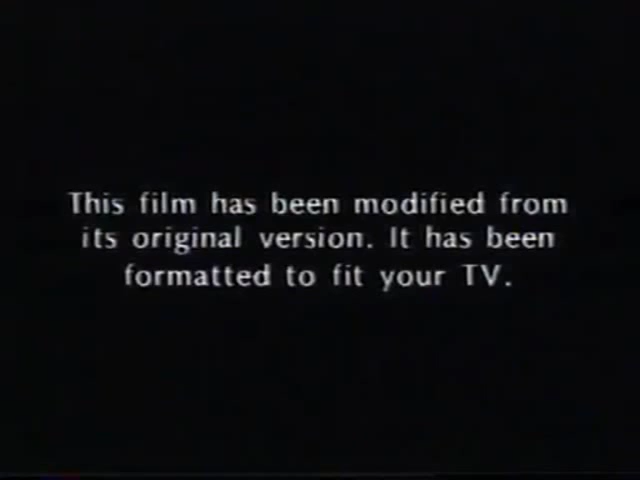 This film has been modified from
its original version. It has been
formatted to fit your TV.